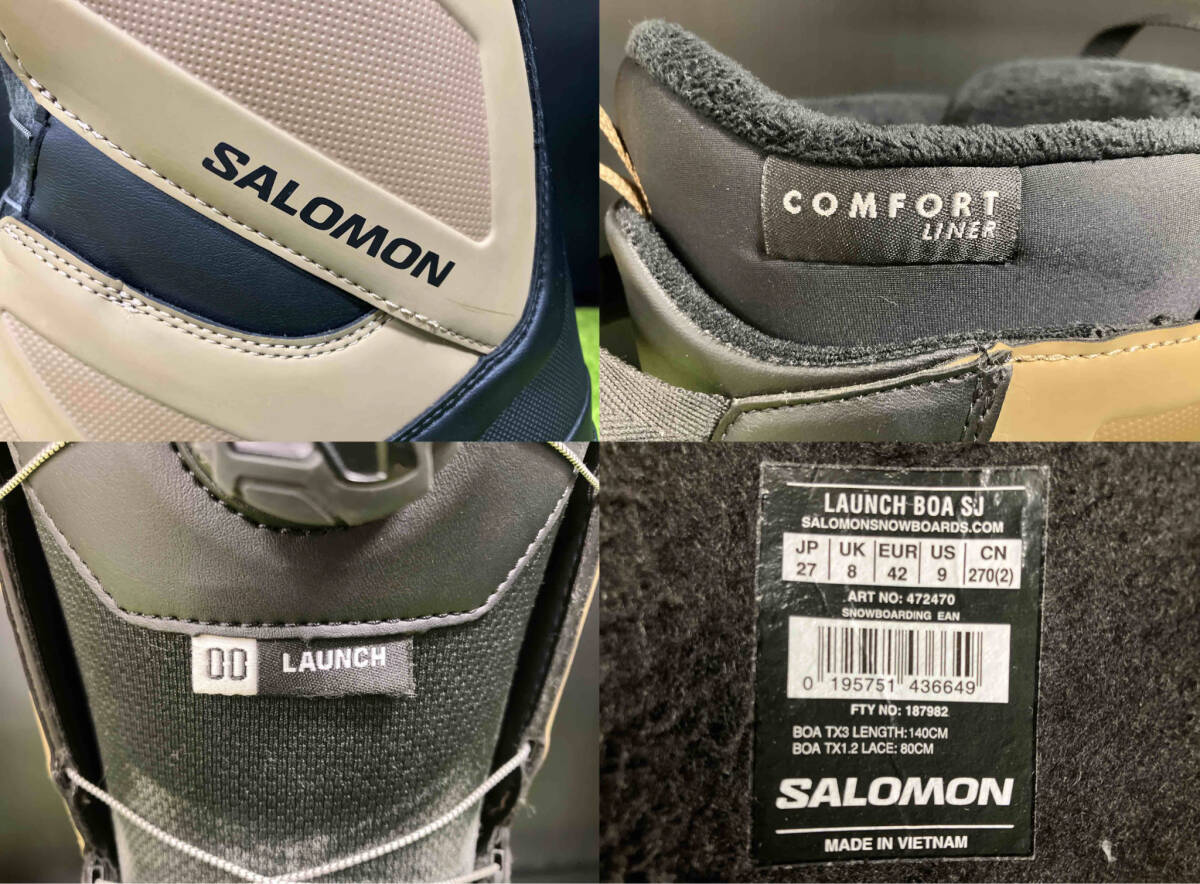 SALOMON
COMFORT
LINER
LAUNCH
LAUNCH BOA SJ
SALOMONSNOWBOARDS.COM
JP UK EUR US CN
27 8 42 9 270(2)
ART NO: 472470
SNOWBOARDING EAN
0 195751 436649
FTY NO: 187982
BOA TX3 LENGTH:140CM
BOA TX1.2 LACE: 80CM
SALOMON
MADE IN VIETNAM